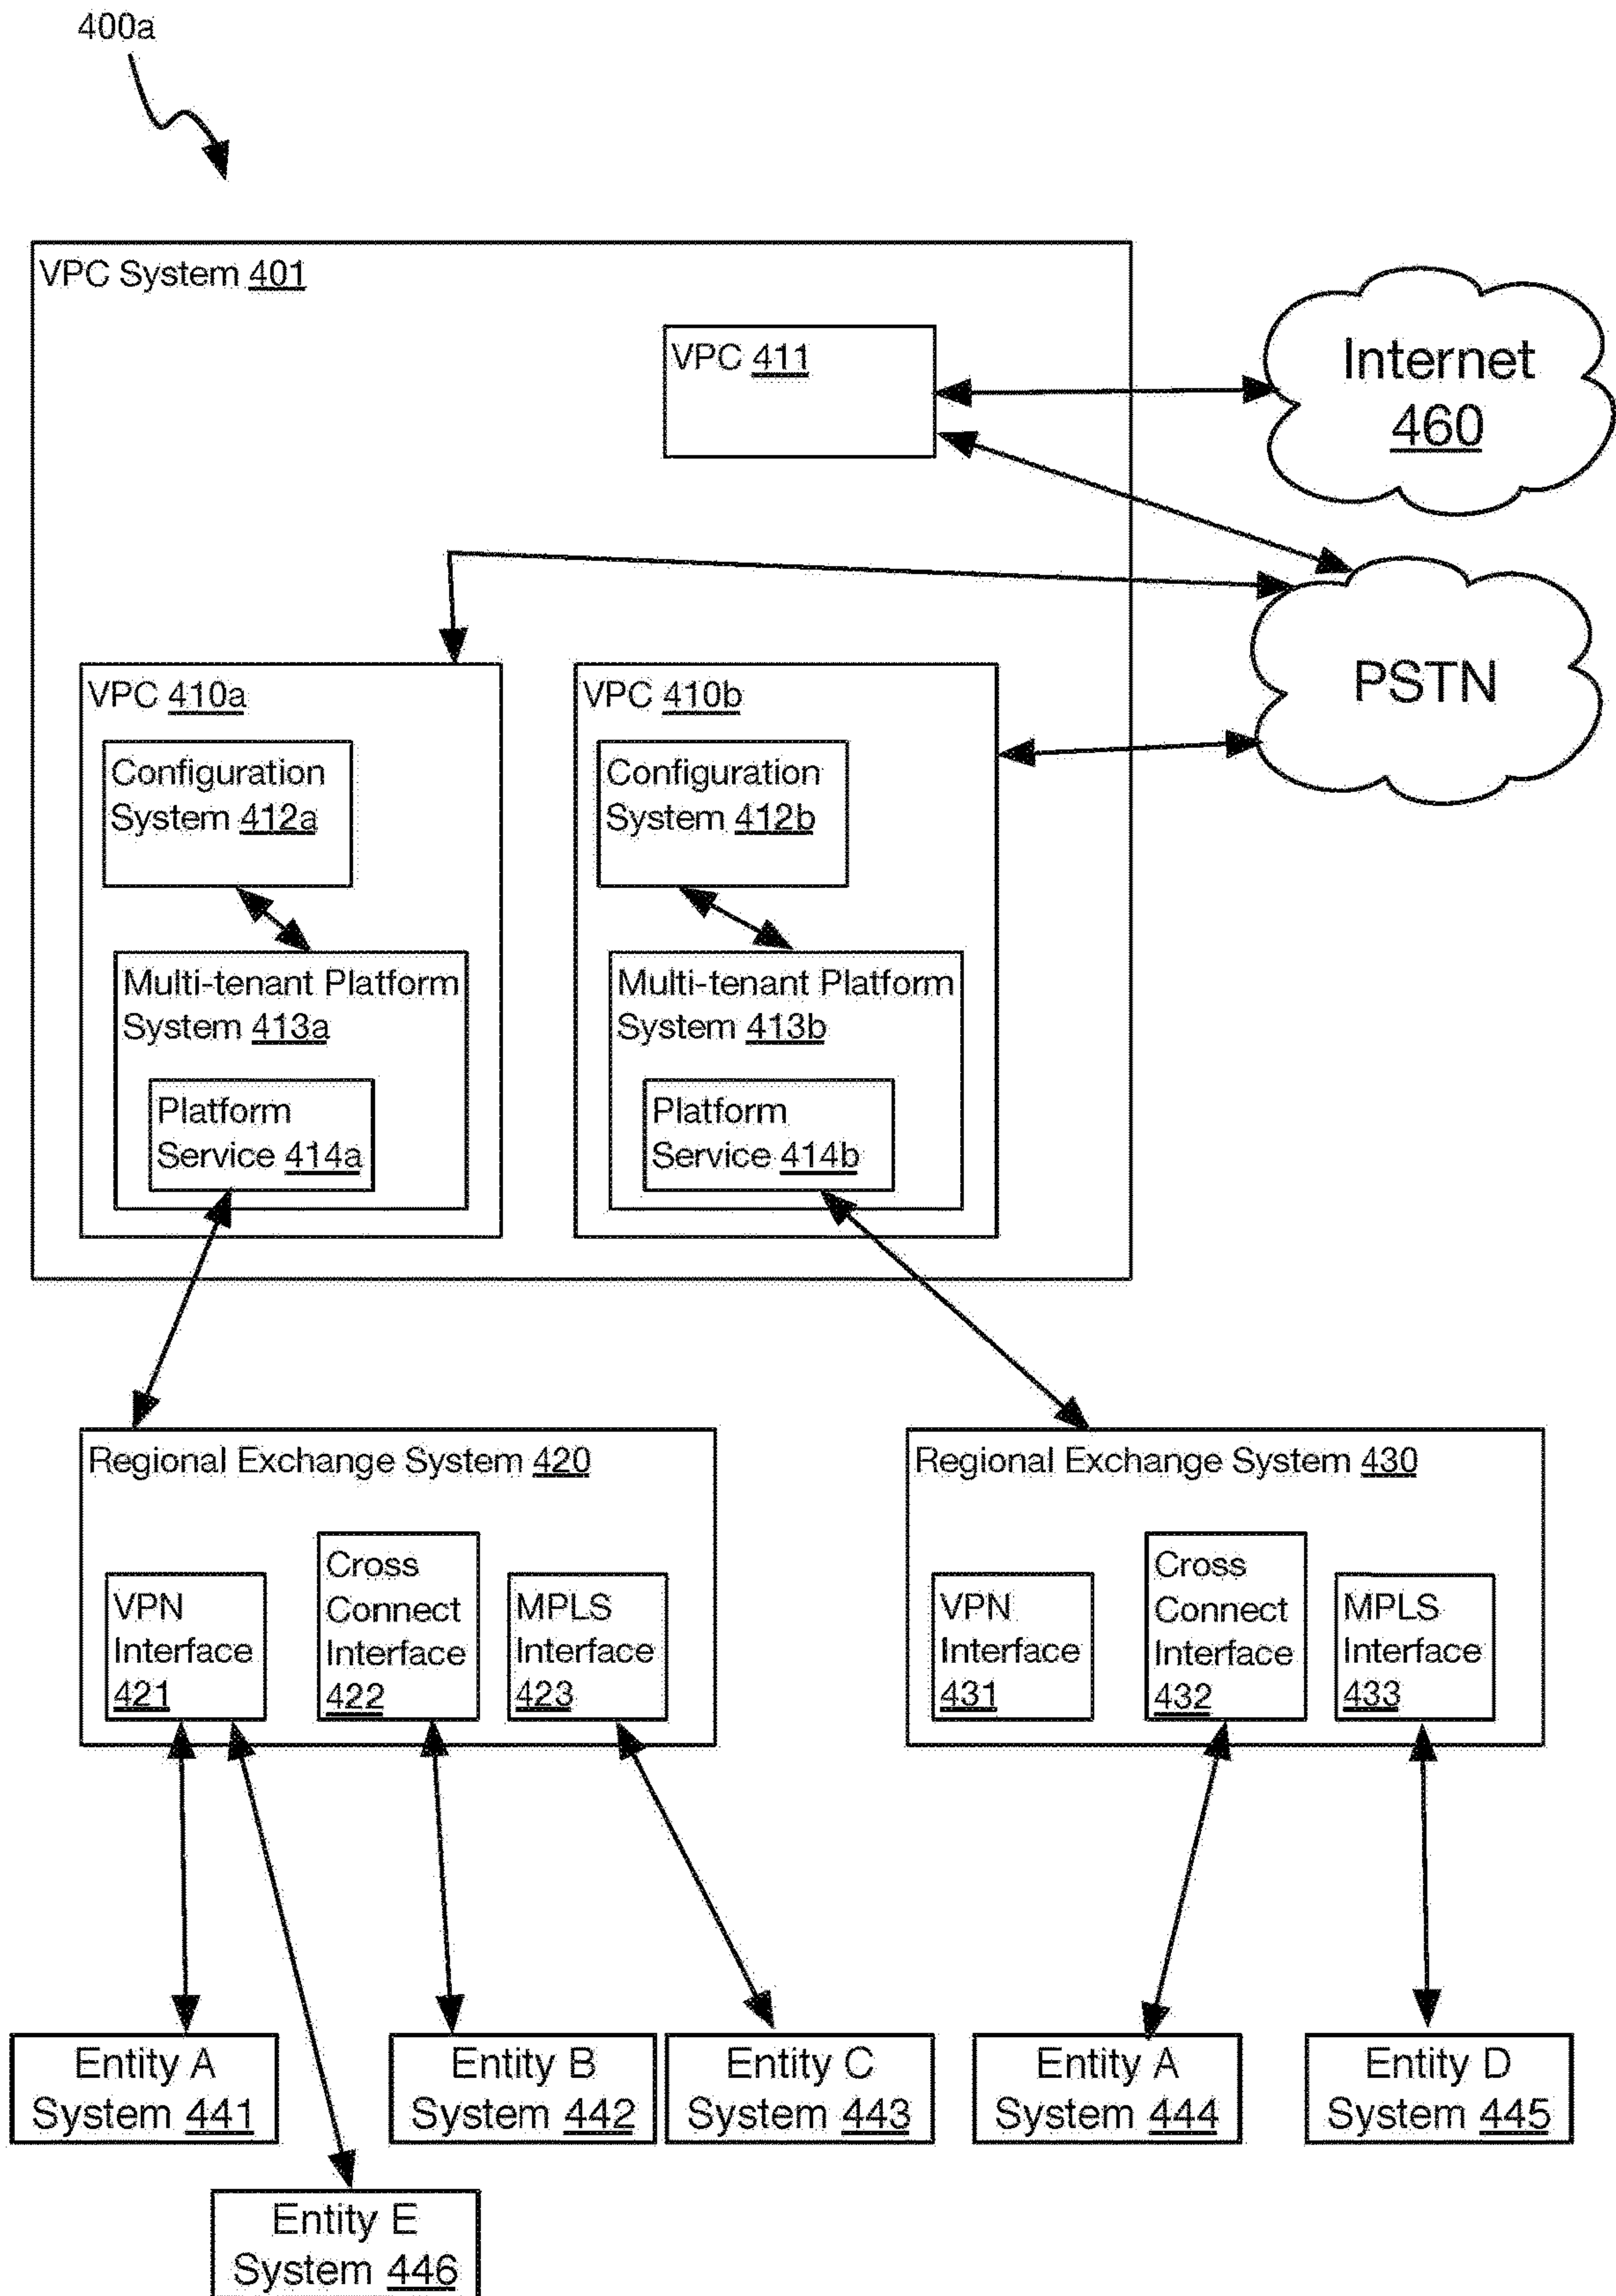 400a
VPC System 401
VPC 411
Internet
460
PSTN
VPC 410a
Configuration
System 412a
Multi-tenant Platform
System 413a
Platform
Service 414a
VPC 410b
Configuration
System 412b
Multi-tenant Platform
System 413b
Platform
Service 414b
Regional Exchange System 420
VPN
Interface
421
Cross
Connect
Interface
422
MPLS
Interface
423
Regional Exchange System 430
VPN
Interface
431
Cross
Connect
Interface
432
MPLS
Interface
433
Entity A
System 441
Entity B
System 442
Entity C
System 443
Entity A
System 444
Entity D
System 445
Entity E
System 446